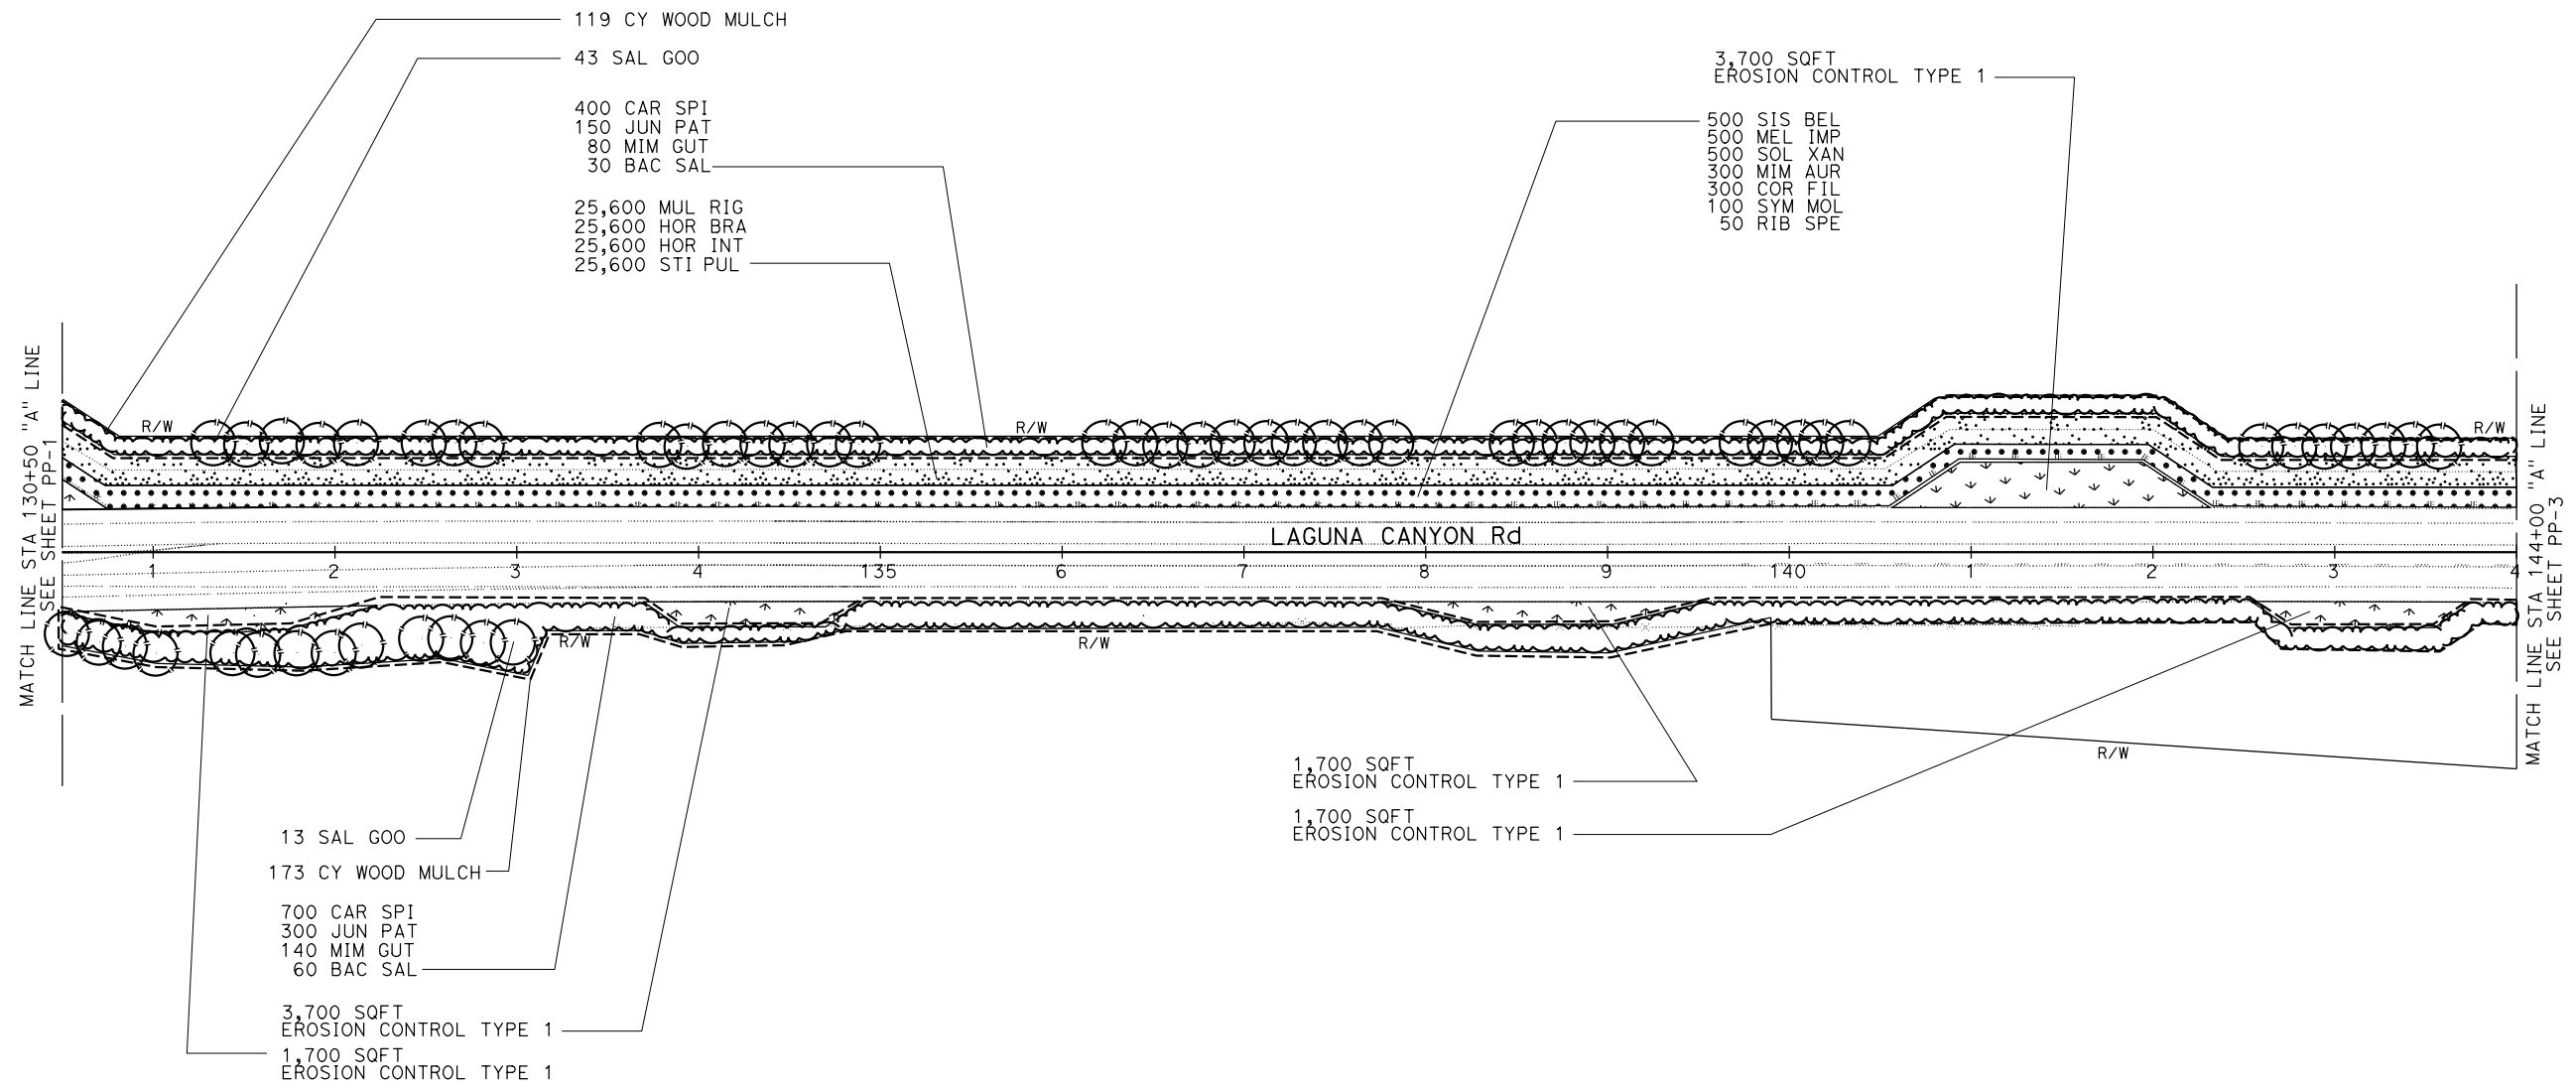 119 CY WOOD MULCH
43 SAL GOO
400 CAR SPI
150 JUN PAT
80 MIM GUT
30 BAC SAL
25,600 MUL RIG
25,600 HOR BRA
25,600 HOR INT
25,600 STI PUL
3,700 SQFT
EROSION CONTROL TYPE 1
500 SIS BEL
500 MEL IMP
500 SOL XAN
300 MIM AUR
300 COR FIL
100 SYM MOL
50 RIB SPE
MATCH LINE STA 130+50 "A" LINE
SEE SHEET PP-1
R/W
R/W
R/W
LAGUNA CANYON Rd
1
2
3
4
135
6
7
8
9
140
1
2
3
4
MATCH LINE STA 144+00 "A" LINE
SEE SHEET PP-3
R/W
R/W
R/W
1,700 SQFT
EROSION CONTROL TYPE 1
1,700 SQFT
EROSION CONTROL TYPE 1
13 SAL GOO
173 CY WOOD MULCH
700 CAR SPI
300 JUN PAT
140 MIM GUT
60 BAC SAL
3,700 SQFT
EROSION CONTROL TYPE 1
1,700 SQFT
EROSION CONTROL TYPE 1